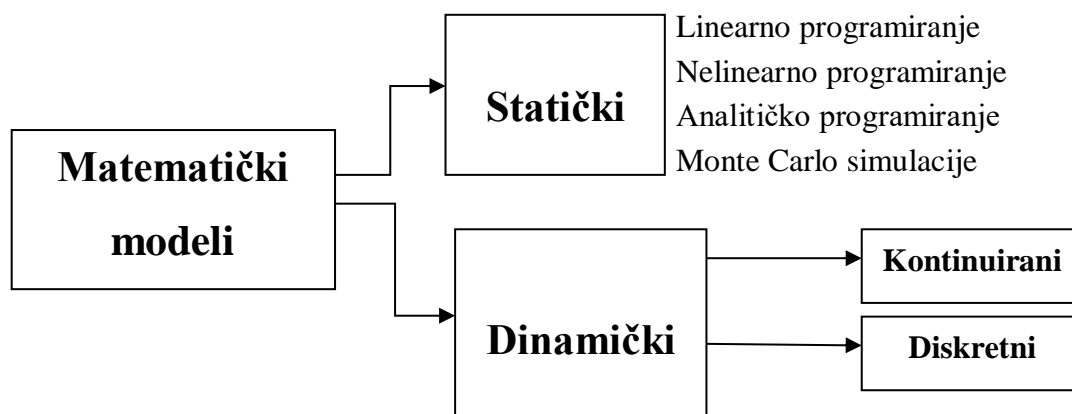 Matematički
modeli
Statički
Linearno programiranje
Nelinearno programiranje
Analitičko programiranje
Monte Carlo simulacije
Dinamički
Kontinuirani
Diskretni